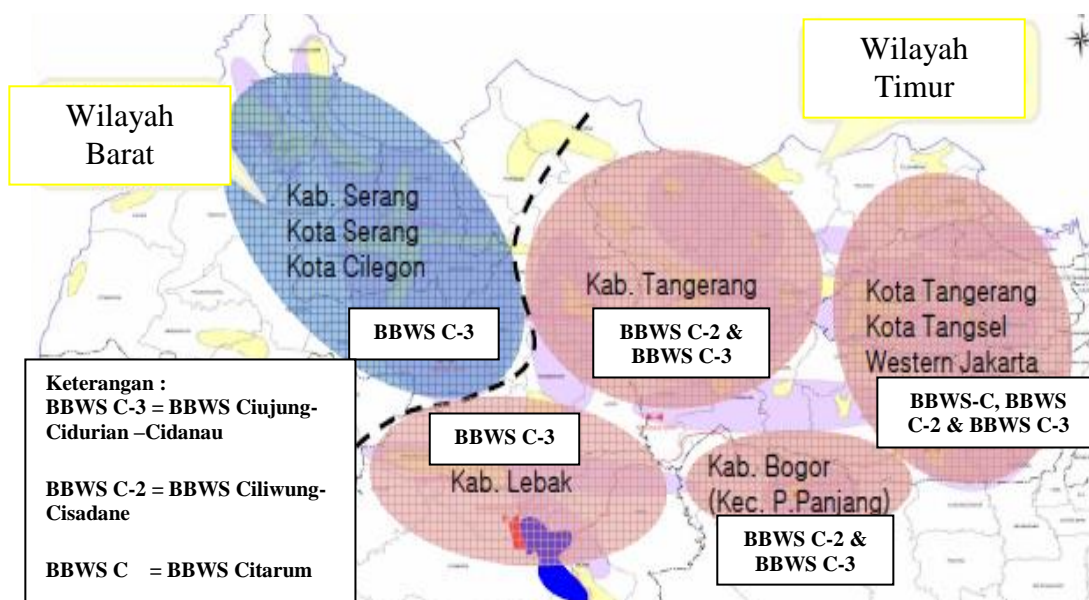 Wilayah
Barat
Wilayah
Timur
Kab. Serang
Kota Serang
Kota Cilegon
BBWS C-3
Kab. Tangerang
BBWS C-2 &
BBWS C-3
Kota Tangerang
Kota Tangsel
Western Jakarta
BBWS-C, BBWS
C-2 & BBWS C-3
BBWS C-3
Kab. Lebak
Kab. Bogor
(Kec. P.Panjang)
BBWS C-2 &
BBWS C-3
Keterangan :
BBWS C-3 = BBWS Ciujung-
Cidurian –Cidanau
BBWS C-2 = BBWS Ciliwung-
Cisadane
BBWS C = BBWS Citarum